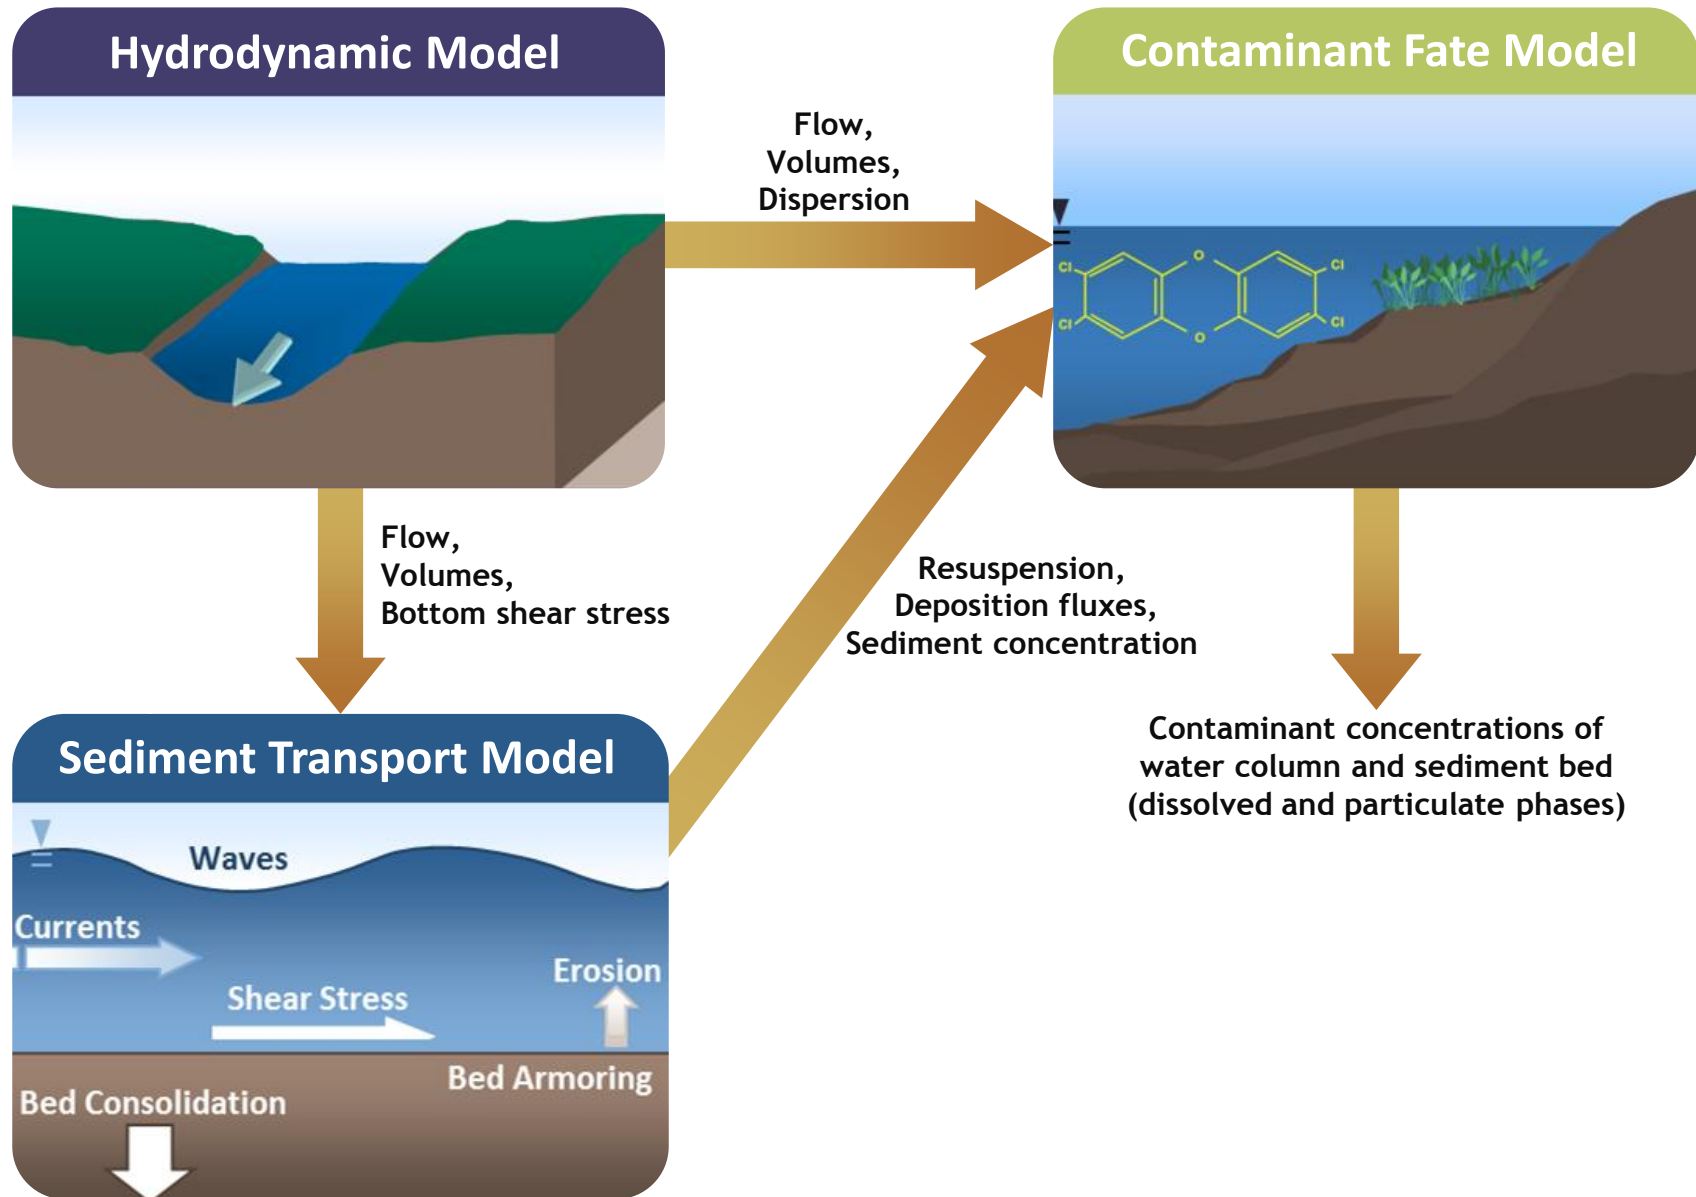 Hydrodynamic Model
Contaminant Fate Model
Flow,
Volumes,
Dispersion
Cl
O
Cl
Cl
O
Cl
Flow,
Volumes,
Bottom shear stress
Resuspension,
Deposition fluxes,
Sediment concentration
Sediment Transport Model
Contaminant concentrations of
water column and sediment bed
(dissolved and particulate phases)
Waves
Currents
Erosion
Shear Stress
Bed Armoring
Bed Consolidation